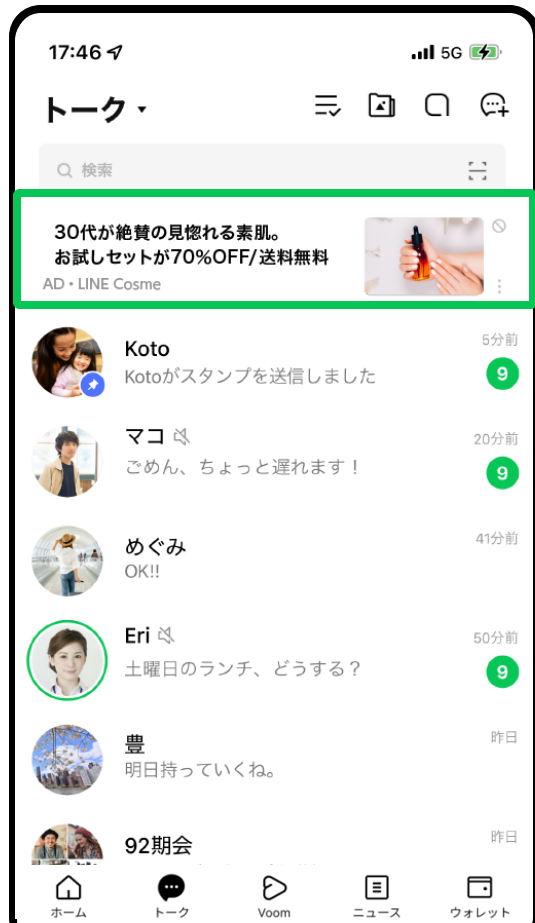 17:46
5G
トーク
検索
30代が絶賛の見惚れる素肌。
お試しセットが70%OFF/送料無料
AD・LINE Cosme
Koto
5分前
Kotoがスタンプを送信しました
9
マコ
20分前
ごめん、ちょっと遅れます！
9
めぐみ
41分前
OK!!
Eri
50分前
土曜日のランチ、どうする？
9
豊
昨日
明日持っていくね。
92期会
昨日
ホーム
トーク
Voom
ニュース
ウォレット